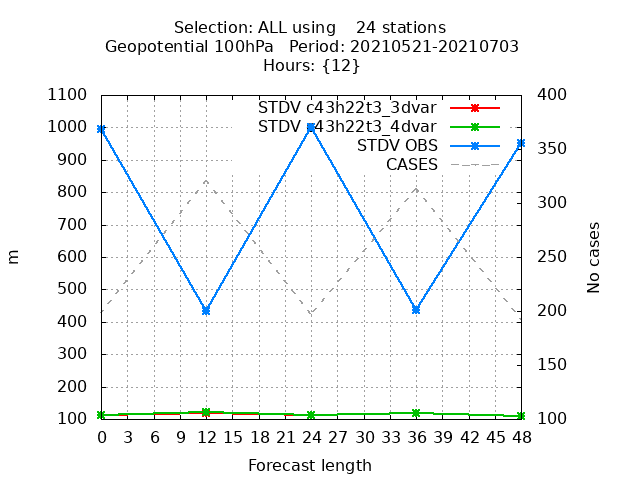 Selection: ALL using    24 stations
Geopotential 100hPa   Period: 20210521-20210703
Hours: {12}
STDV c43h22t3_3dvar
STDV c43h22t3_4dvar
STDV OBS
CASES
1100
1000
900
800
700
600
500
400
300
200
100
m
400
350
300
250
200
150
100
No cases
0 3 6 9 12 15 18 21 24 27 30 33 36 39 42 45 48
Forecast length